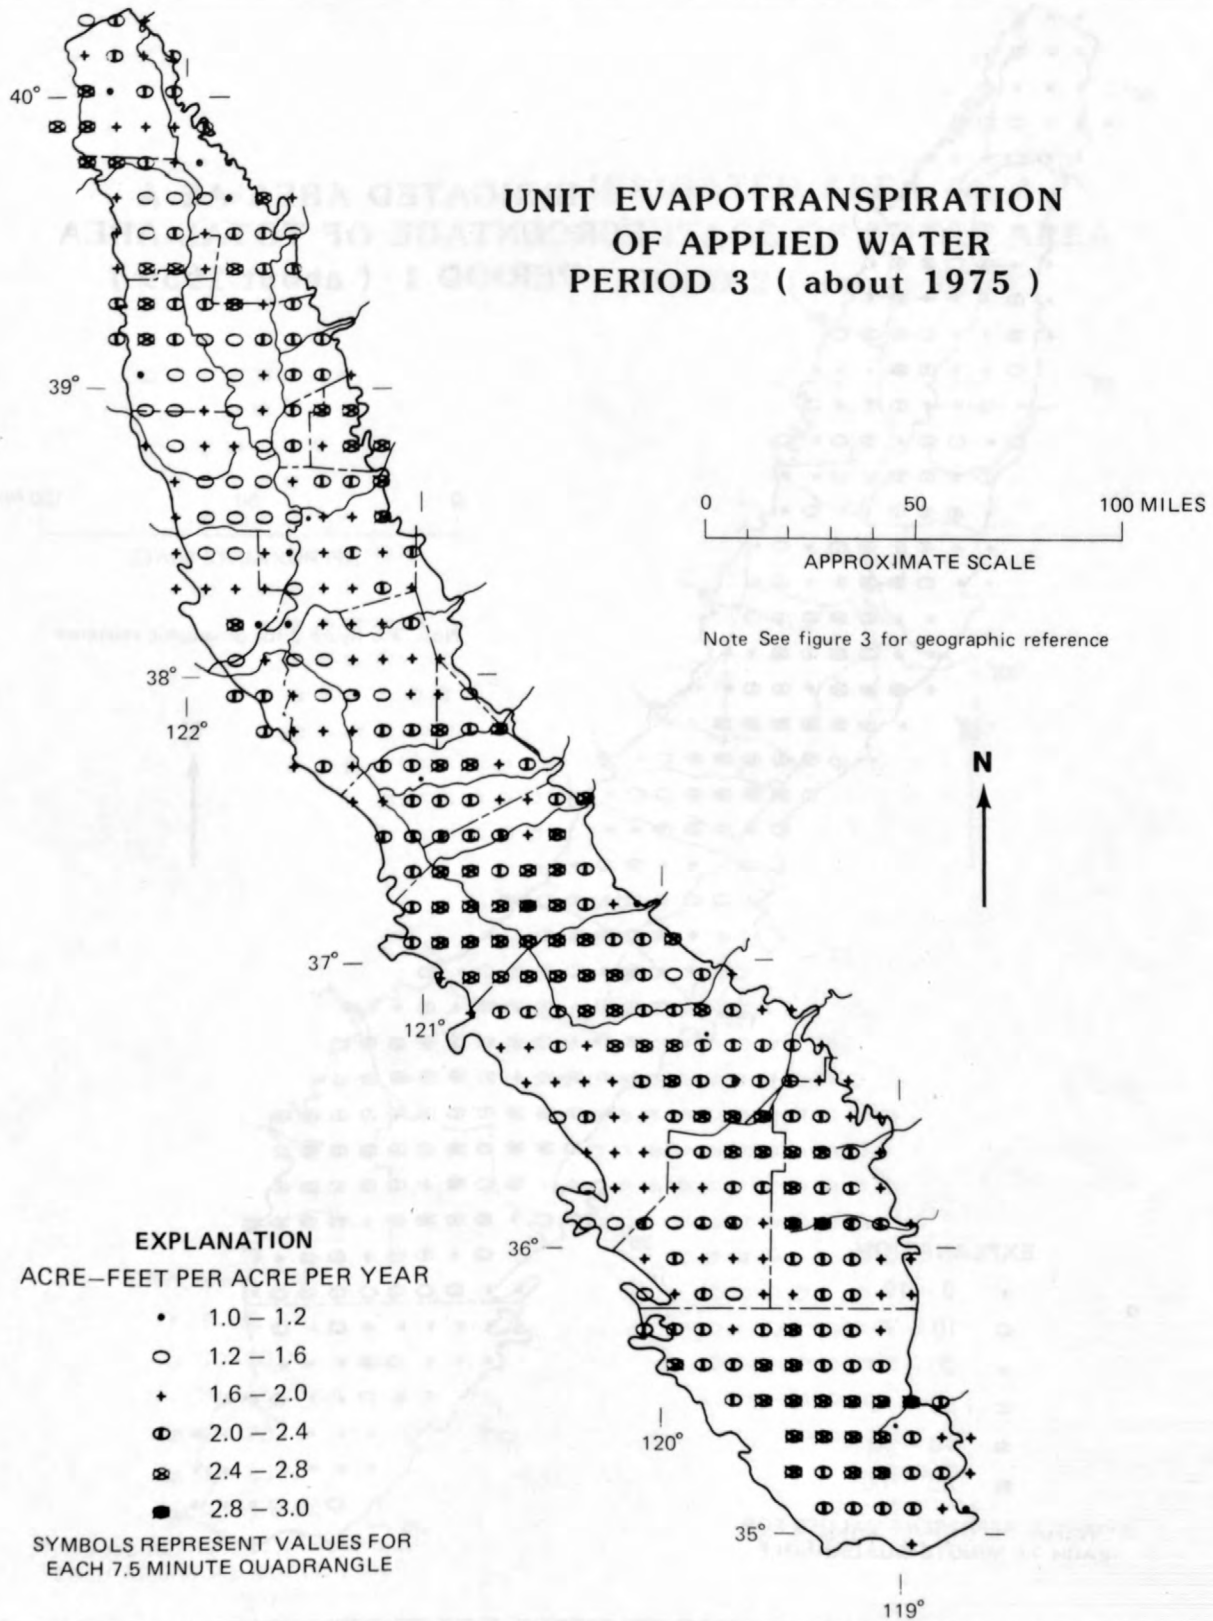 UNIT EVAPOTRANSPIRATION
OF APPLIED WATER
PERIOD 3 ( about 1975 )
40°
39°
0 50 100 MILES
APPROXIMATE SCALE
Note See figure 3 for geographic reference
38°
122°
N
37°
121°
36°
120°
35°
119°
EXPLANATION
ACRE—FEET PER ACRE PER YEAR
1.0 — 1.2
1.2 — 1.6
1.6 — 2.0
2.0 — 2.4
2.4 — 2.8
2.8 — 3.0
SYMBOLS REPRESENT VALUES FOR
EACH 7.5 MINUTE QUADRANGLE